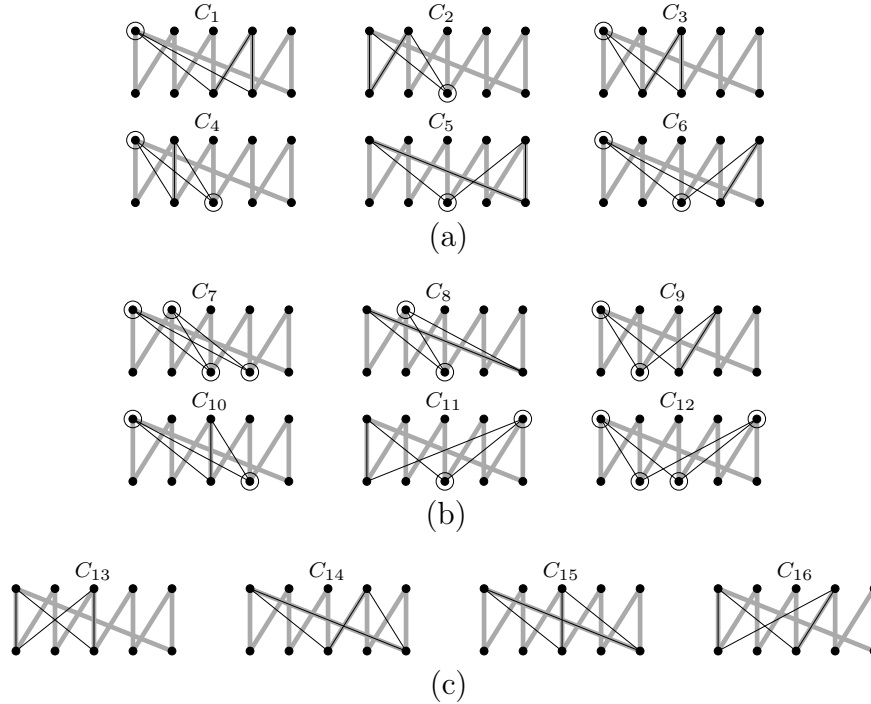 C₁ C₂ C₃
C₄ C₅ C₆
(a)
C₇ C₈ C₉
C₁₀ C₁₁ C₁₂
(b)
C₁₃ C₁₄ C₁₅ C₁₆
(c)